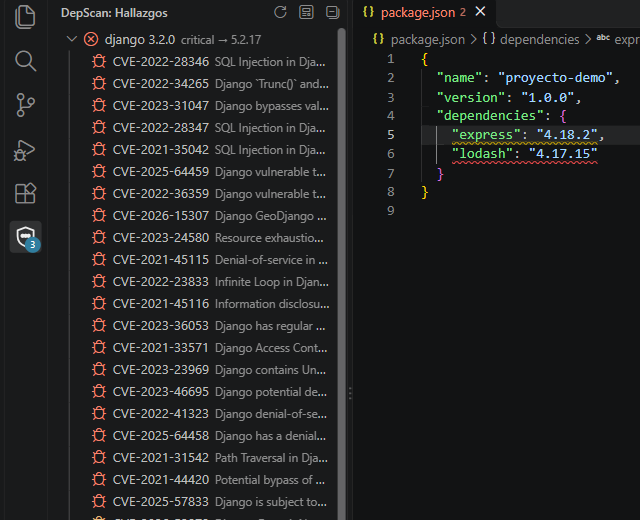 DepScan: Hallazgos
django 3.2.0 critical → 5.2.17
CVE-2022-28346 SQL Injection in Dja...
CVE-2022-34265 Django `Trunc()` and...
CVE-2023-31047 Django bypasses val...
CVE-2022-28347 SQL Injection in Dja...
CVE-2021-35042 SQL Injection in Dja...
CVE-2025-64459 Django vulnerable t...
CVE-2022-36359 Django vulnerable t...
CVE-2026-15307 Django GeoDjango ...
CVE-2023-24580 Resource exhaustio...
CVE-2021-45115 Denial-of-service in ...
CVE-2022-23833 Infinite Loop in Djan...
CVE-2021-45116 Information disclosu...
CVE-2023-36053 Django has regular ...
CVE-2021-33571 Django Access Cont...
CVE-2023-23969 Django contains Un...
CVE-2023-46695 Django potential de...
CVE-2022-41323 Django denial-of-se...
CVE-2025-64458 Django has a denial...
CVE-2021-31542 Path Traversal in Dja...
CVE-2021-44420 Potential bypass of ...
CVE-2025-57833 Django is subject to...
3
{} package.json 2 ×
{} package.json > {} dependencies > abc expr
1 {
2 "name": "proyecto-demo",
3 "version": "1.0.0",
4 "dependencies": {
5 "express": "4.18.2",
6 "lodash": "4.17.15"
7 }
8 }
9